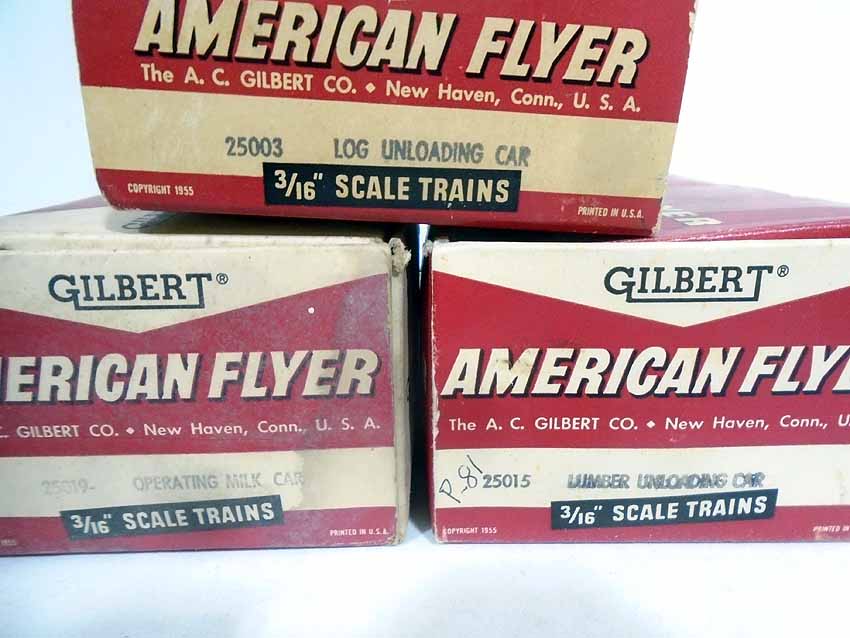 AMERICAN FLYER
The A. C. GILBERT CO. ◆ New Haven, Conn., U. S. A.
25003 LOG UNLOADING CAR
3/16" SCALE TRAINS
COPYRIGHT 1955
PRINTED IN U.S.A.
GILBERT®
ERICAN FLYER
C. GILBERT CO. ◆ New Haven, Conn., U. S. A.
25019- OPERATING MILK CAR
3/16" SCALE TRAINS
1955
PRINTED IN U.S.A.
GILBERT®
AMERICAN FLY
The A. C. GILBERT CO. ◆ New Haven, Conn., U.
P-81 25015 LUMBER UNLOADING CAR
3/16" SCALE TRAINS
COPYRIGHT 1955
PRINTED IN